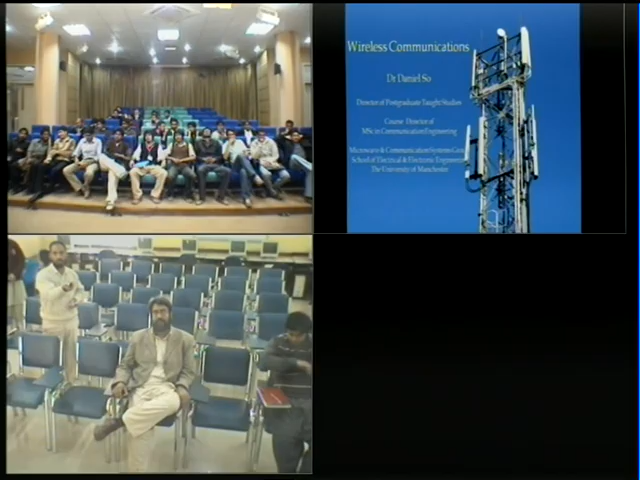 Wireless Communications
Dr Daniel So
Director of Postgraduate Taught Studies
Course Director of
MSc in Communication Engineering
Microwave & Communication Systems Group
School of Electrical & Electronic Engineering
The University of Manchester